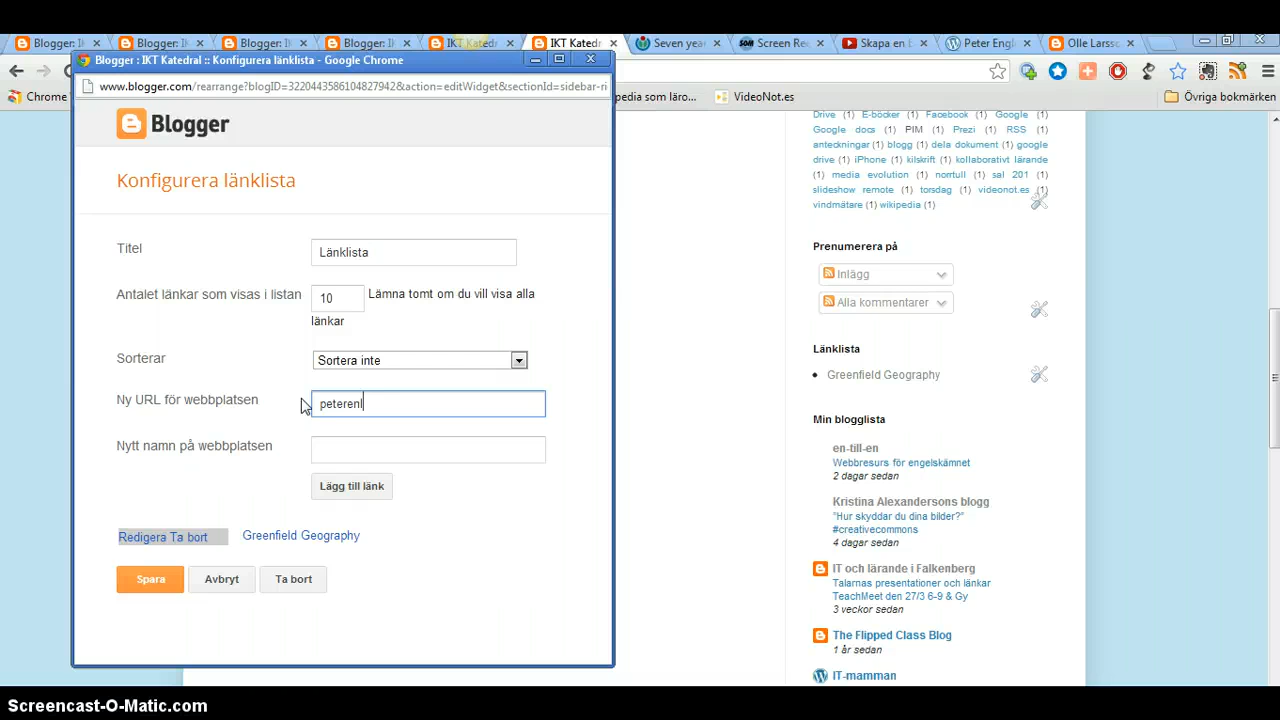 Blogger: I
Blogger: I
Blogger: I
Blogger: I
IKT Katedr
IKT Katedr
Seven yea
Screen Re
Skapa en
Peter Eng
Olle Larss
Blogger : IKT Katedral :: Konfigurera länklista - Google Chrome
www.blogger.com/rearrange?blogID=3220443586104827942&action=editWidget&sectionId=sidebar-ri
Chrome
pedia som läro...
VideoNot.es
Övriga bokmärken
Blogger
Konfigurera länklista
Titel
Länklista
Antalet länkar som visas i listan
10
Lämna tomt om du vill visa alla
länkar
Sorterar
Sortera inte
Ny URL för webbplatsen
peterenl
Nytt namn på webbplatsen
Lägg till länk
Redigera Ta bort
Greenfield Geography
Spara
Avbryt
Ta bort
Drive (1) E-böcker (1) Facebook (1) Google (1)
Google docs (1) PIM (1) Prezi (1) RSS (1)
anteckningar (1) blogg (1) dela dokument (1) google
drive (1) iPhone (1) kilskrift (1) kollaborativt lärande
(1) media evolution (1) norrtull (1) sal 201 (1)
slideshow remote (1) torsdag (1) videonot.es (1)
vindmätare (1) wikipedia (1)
Prenumerera på
Inlägg
Alla kommentarer
Länklista
Greenfield Geography
Min blogglista
en-till-en
Webbresurs för engelskämnet
2 dagar sedan
Kristina Alexandersons blogg
"Hur skyddar du dina bilder?"
#creativecommons
4 dagar sedan
IT och lärande i Falkenberg
Talarnas presentationer och länkar
TeachMeet den 27/3 6-9 & Gy
3 veckor sedan
The Flipped Class Blog
1 år sedan
IT-mamman
Screencast-O-Matic.com